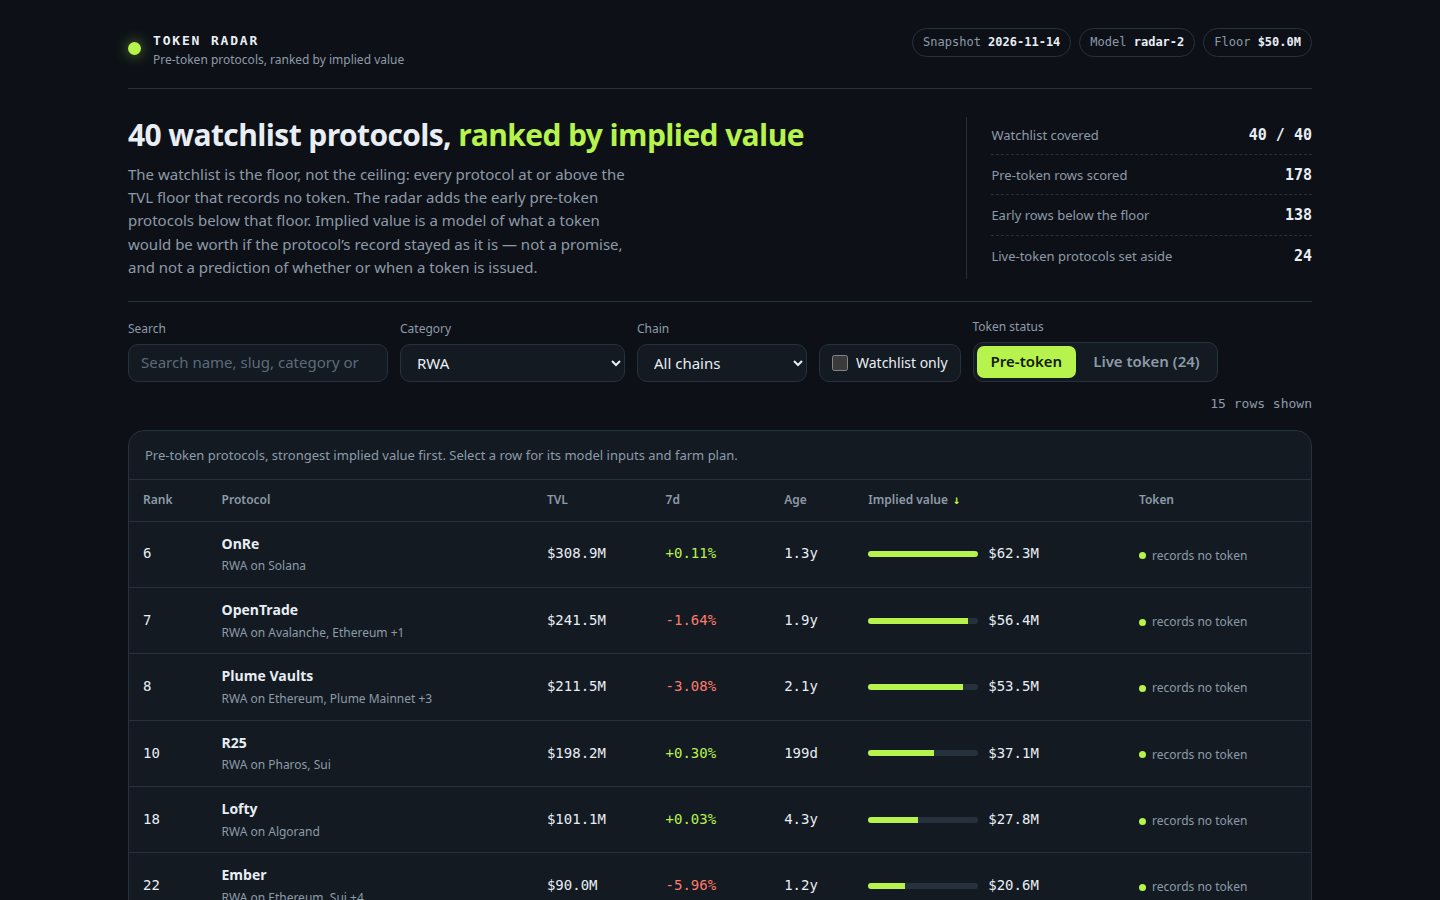 TOKEN RADAR
Pre-token protocols, ranked by implied value
Snapshot 2026-11-14
Model radar-2
Floor $50.0M
40 watchlist protocols, ranked by implied value
The watchlist is the floor, not the ceiling: every protocol at or above the
TVL floor that records no token. The radar adds the early pre-token
protocols below that floor. Implied value is a model of what a token
would be worth if the protocol’s record stayed as it is — not a promise,
and not a prediction of whether or when a token is issued.
Watchlist covered 40 / 40
Pre-token rows scored 178
Early rows below the floor 138
Live-token protocols set aside 24
Search
Category
Chain
Token status
Search name, slug, category or
RWA
All chains
Watchlist only
Pre-token
Live token (24)
15 rows shown
Pre-token protocols, strongest implied value first. Select a row for its model inputs and farm plan.
Rank Protocol TVL 7d Age Implied value ↓ Token
6 OnRe $308.9M +0.11% 1.3y $62.3M records no token
RWA on Solana
7 OpenTrade $241.5M -1.64% 1.9y $56.4M records no token
RWA on Avalanche, Ethereum +1
8 Plume Vaults $211.5M -3.08% 2.1y $53.5M records no token
RWA on Ethereum, Plume Mainnet +3
10 R25 $198.2M +0.30% 199d $37.1M records no token
RWA on Pharos, Sui
18 Lofty $101.1M +0.03% 4.3y $27.8M records no token
RWA on Algorand
22 Ember $90.0M -5.96% 1.2y $20.6M records no token
RWA on Ethereum, Sui +4